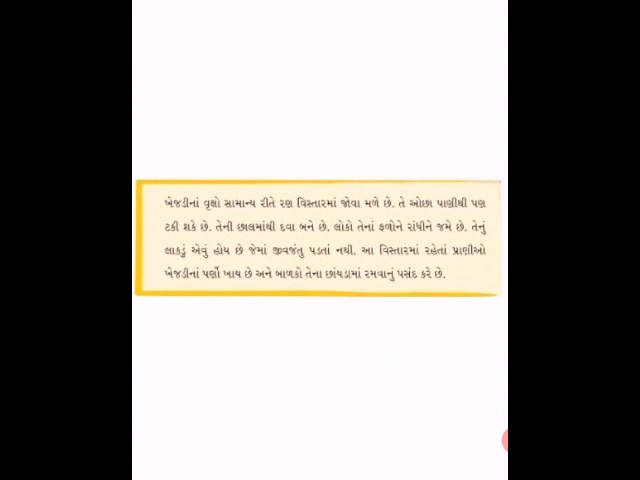 ખેજડીનાં વૃક્ષો સામાન્ય રીતે રણ વિસ્તારમાં જોવા મળે છે. તે ઓછા પાણીથી પણ
ટકી શકે છે. તેની છાલમાંથી દવા બને છે. લોકો તેનાં ફળોને રાંધીને જમે છે. તેનું
લાકડું એવું હોય છે જેમાં જીવજંતુ પડતાં નથી. આ વિસ્તારમાં રહેતાં પ્રાણીઓ
ખેજડીનાં પર્ણો ખાય છે અને બાળકો તેના છાંયડામાં રમવાનું પસંદ કરે છે.